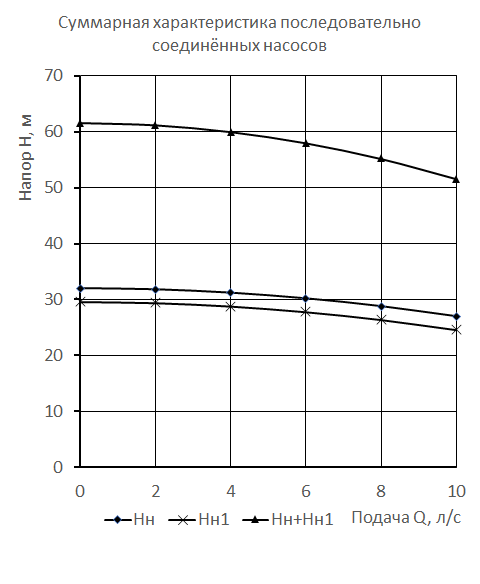 Суммарная характеристика последовательно
соединённых насосов
Напор Н, м
70
60
50
40
30
20
10
0
0 2 4 6 8 10
Нн Нн1 Нн+Нн1 Подача Q, л/с